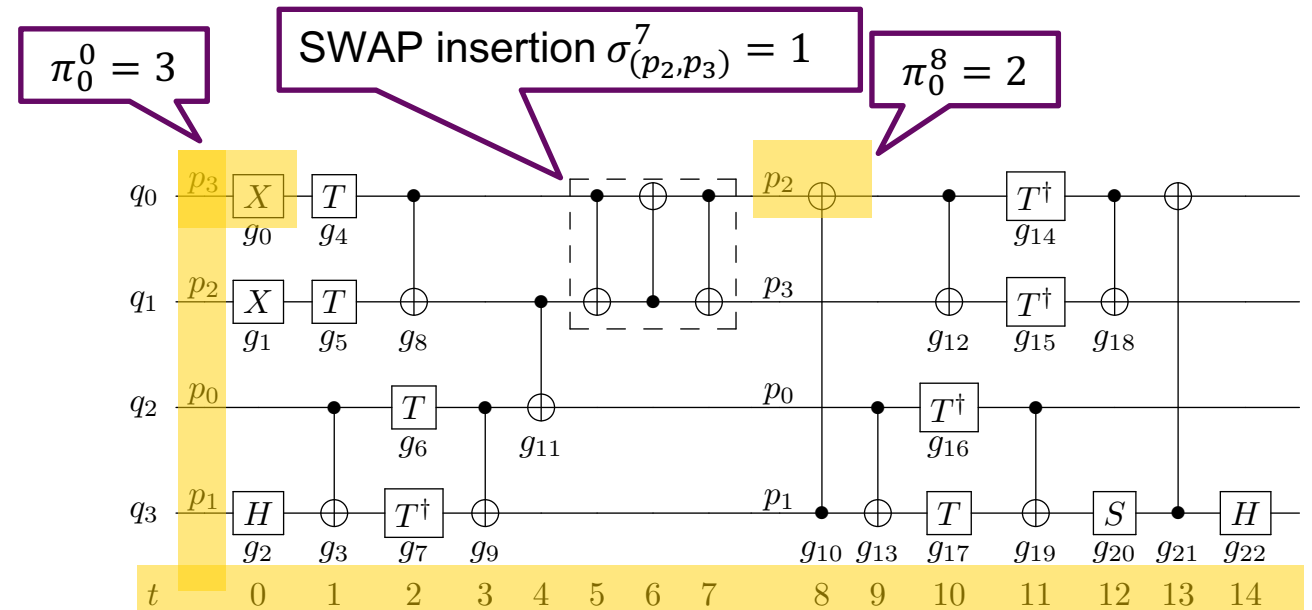 SWAP insertion σ⁷₍p₂,p₃₎ = 1
π₀⁰ = 3
π₀⁸ = 2
q₀ p₃ X T p₂ T†
g₀ g₄ g₁₄
q₁ p₂ X T p₃ T†
g₁ g₅ g₈ g₁₂ g₁₅ g₁₈
q₂ p₀ T p₀ T†
g₆ g₁₁ g₁₆
q₃ p₁ H T† p₁ T S H
g₂ g₃ g₇ g₉ g₁₀ g₁₃ g₁₇ g₁₉ g₂₀ g₂₁ g₂₂
t 0 1 2 3 4 5 6 7 8 9 10 11 12 13 14